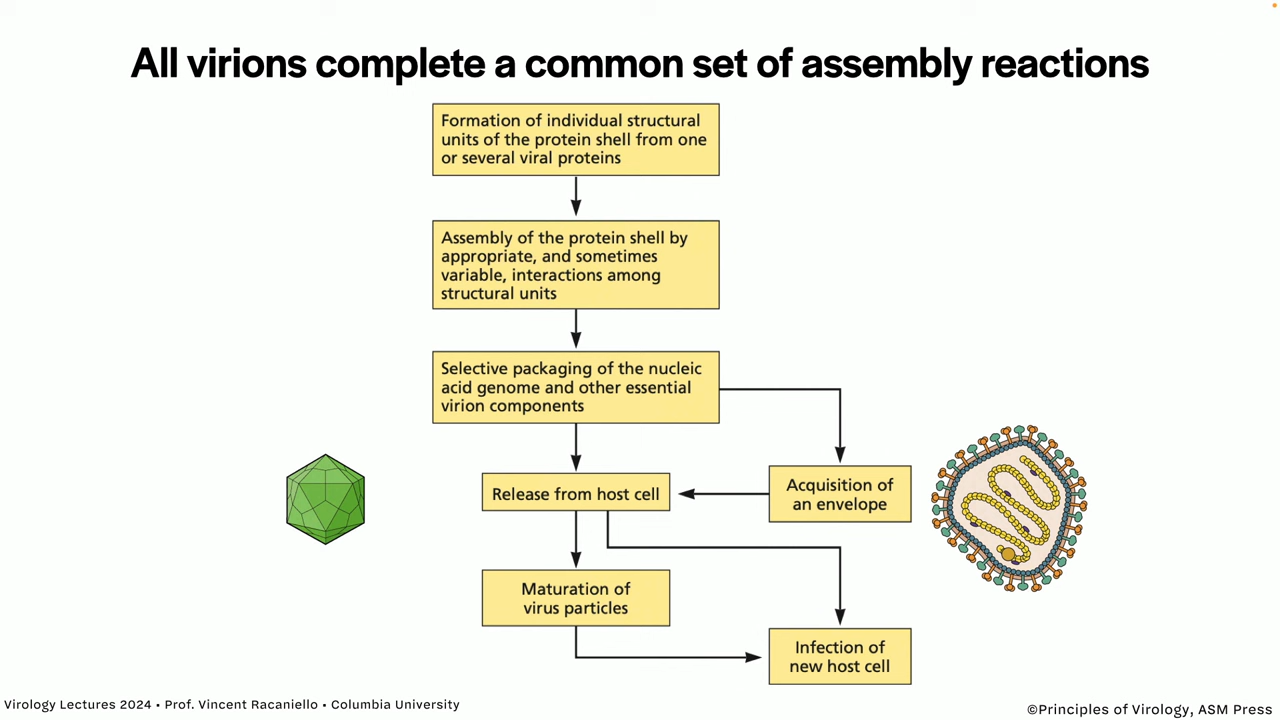 All virions complete a common set of assembly reactions
Formation of individual structural
units of the protein shell from one
or several viral proteins
Assembly of the protein shell by
appropriate, and sometimes
variable, interactions among
structural units
Selective packaging of the nucleic
acid genome and other essential
virion components
Release from host cell
Acquisition of
an envelope
Maturation of
virus particles
Infection of
new host cell
Virology Lectures 2024 • Prof. Vincent Racaniello • Columbia University
©Principles of Virology, ASM Press